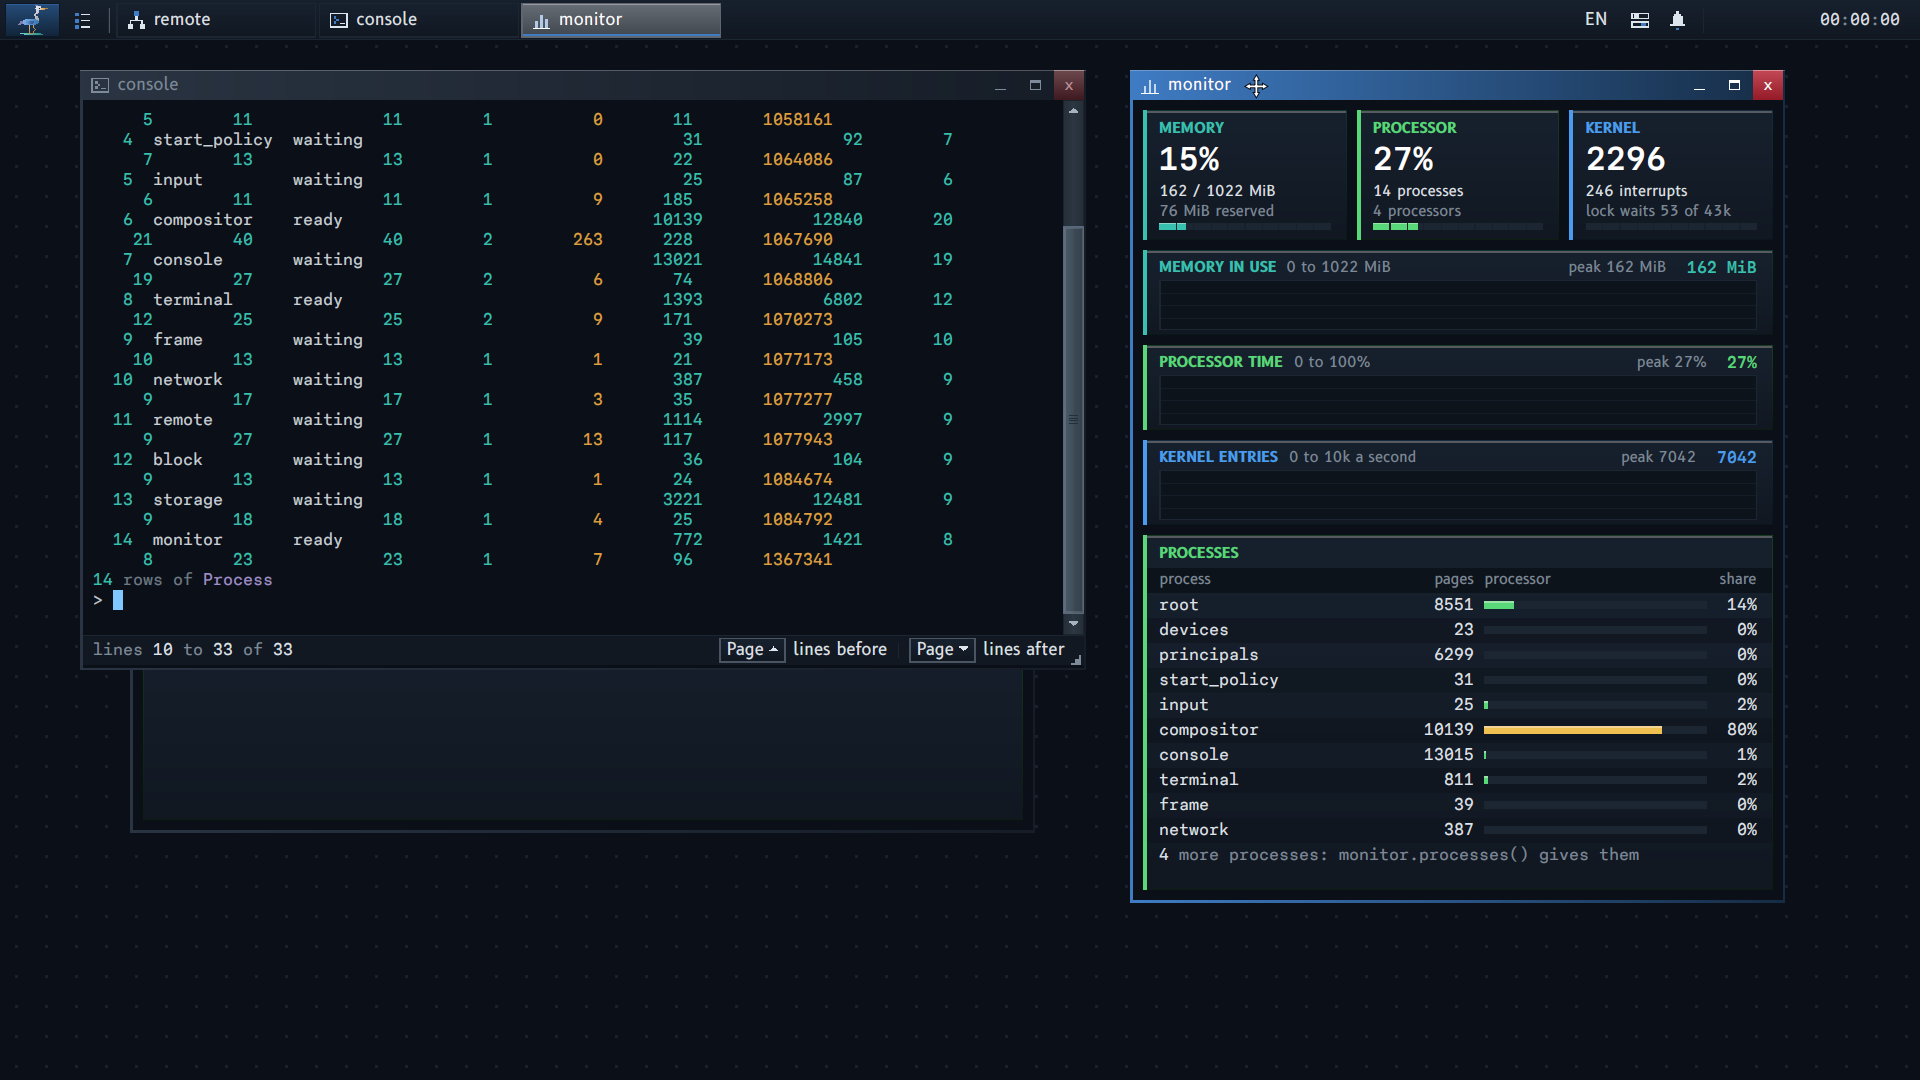 remote console monitor EN 00:00:00
console
5 11 11 1 0 11 1058161
4 start_policy waiting 31 92 7
7 13 13 1 0 22 1064086
5 input waiting 25 87 6
6 11 11 1 9 185 1065258
6 compositor ready 10139 12840 20
21 40 40 2 263 228 1067690
7 console waiting 13021 14841 19
19 27 27 2 6 74 1068806
8 terminal ready 1393 6802 12
12 25 25 2 9 171 1070273
9 frame waiting 39 105 10
10 13 13 1 1 21 1077173
10 network waiting 387 458 9
9 17 17 1 3 35 1077277
11 remote waiting 1114 2997 9
9 27 27 1 13 117 1077943
12 block waiting 36 104 9
9 13 13 1 1 24 1084674
13 storage waiting 3221 12481 9
9 18 18 1 4 25 1084792
14 monitor ready 772 1421 8
8 23 23 1 7 96 1367341
14 rows of Process
>
lines 10 to 33 of 33 Page lines before Page lines after
monitor
MEMORY
15%
162 / 1022 MiB
76 MiB reserved
PROCESSOR
27%
14 processes
4 processors
KERNEL
2296
246 interrupts
lock waits 53 of 43k
MEMORY IN USE 0 to 1022 MiB peak 162 MiB 162 MiB
PROCESSOR TIME 0 to 100% peak 27% 27%
KERNEL ENTRIES 0 to 10k a second peak 7042 7042
PROCESSES
process pages processor share
root 8551 14%
devices 23 0%
principals 6299 0%
start_policy 31 0%
input 25 2%
compositor 10139 80%
console 13015 1%
terminal 811 2%
frame 39 0%
network 387 0%
4 more processes: monitor.processes() gives them